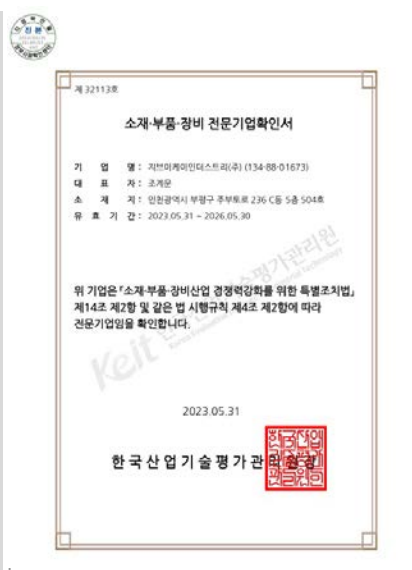 제 32113호
소재·부품·장비 전문기업확인서
기 업 명 : 지브이케이인더스트리(주) (134-88-01673)
대 표 자 : 조계운
소 재 지 : 인천광역시 부평구 주부토로 236 C동 5층 504호
유 효 기 간 : 2023.05.31 ~ 2026.05.30
위 기업은 「소재·부품·장비산업 경쟁력강화를 위한 특별조치법」
제14조 제2항 및 같은 법 시행규칙 제4조 제2항에 따라
전문기업임을 확인합니다.
Keit
2023.05.31
한국산업기술평가관리원장